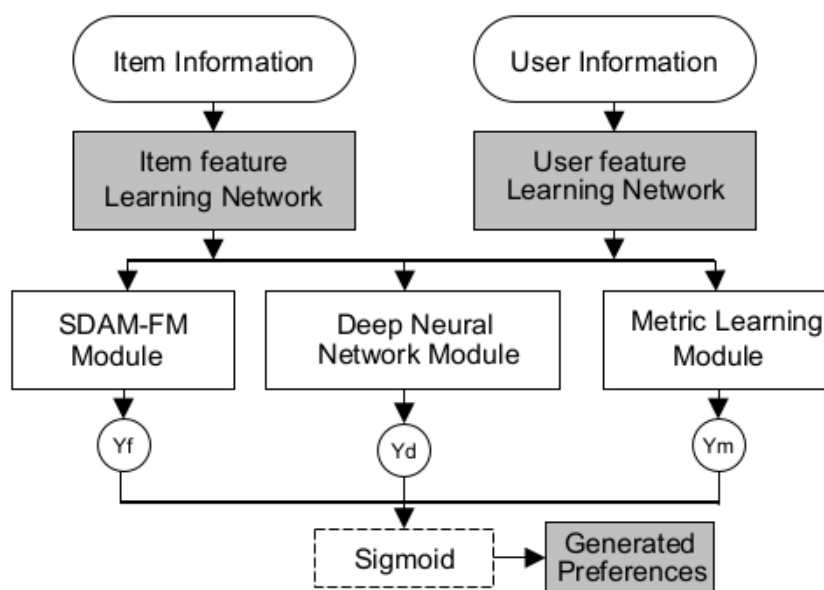 Item Information
User Information
Item feature
Learning Network
User feature
Learning Network
SDAM-FM
Module
Deep Neural
Network Module
Metric Learning
Module
Yf
Yd
Ym
Sigmoid
Generated
Preferences